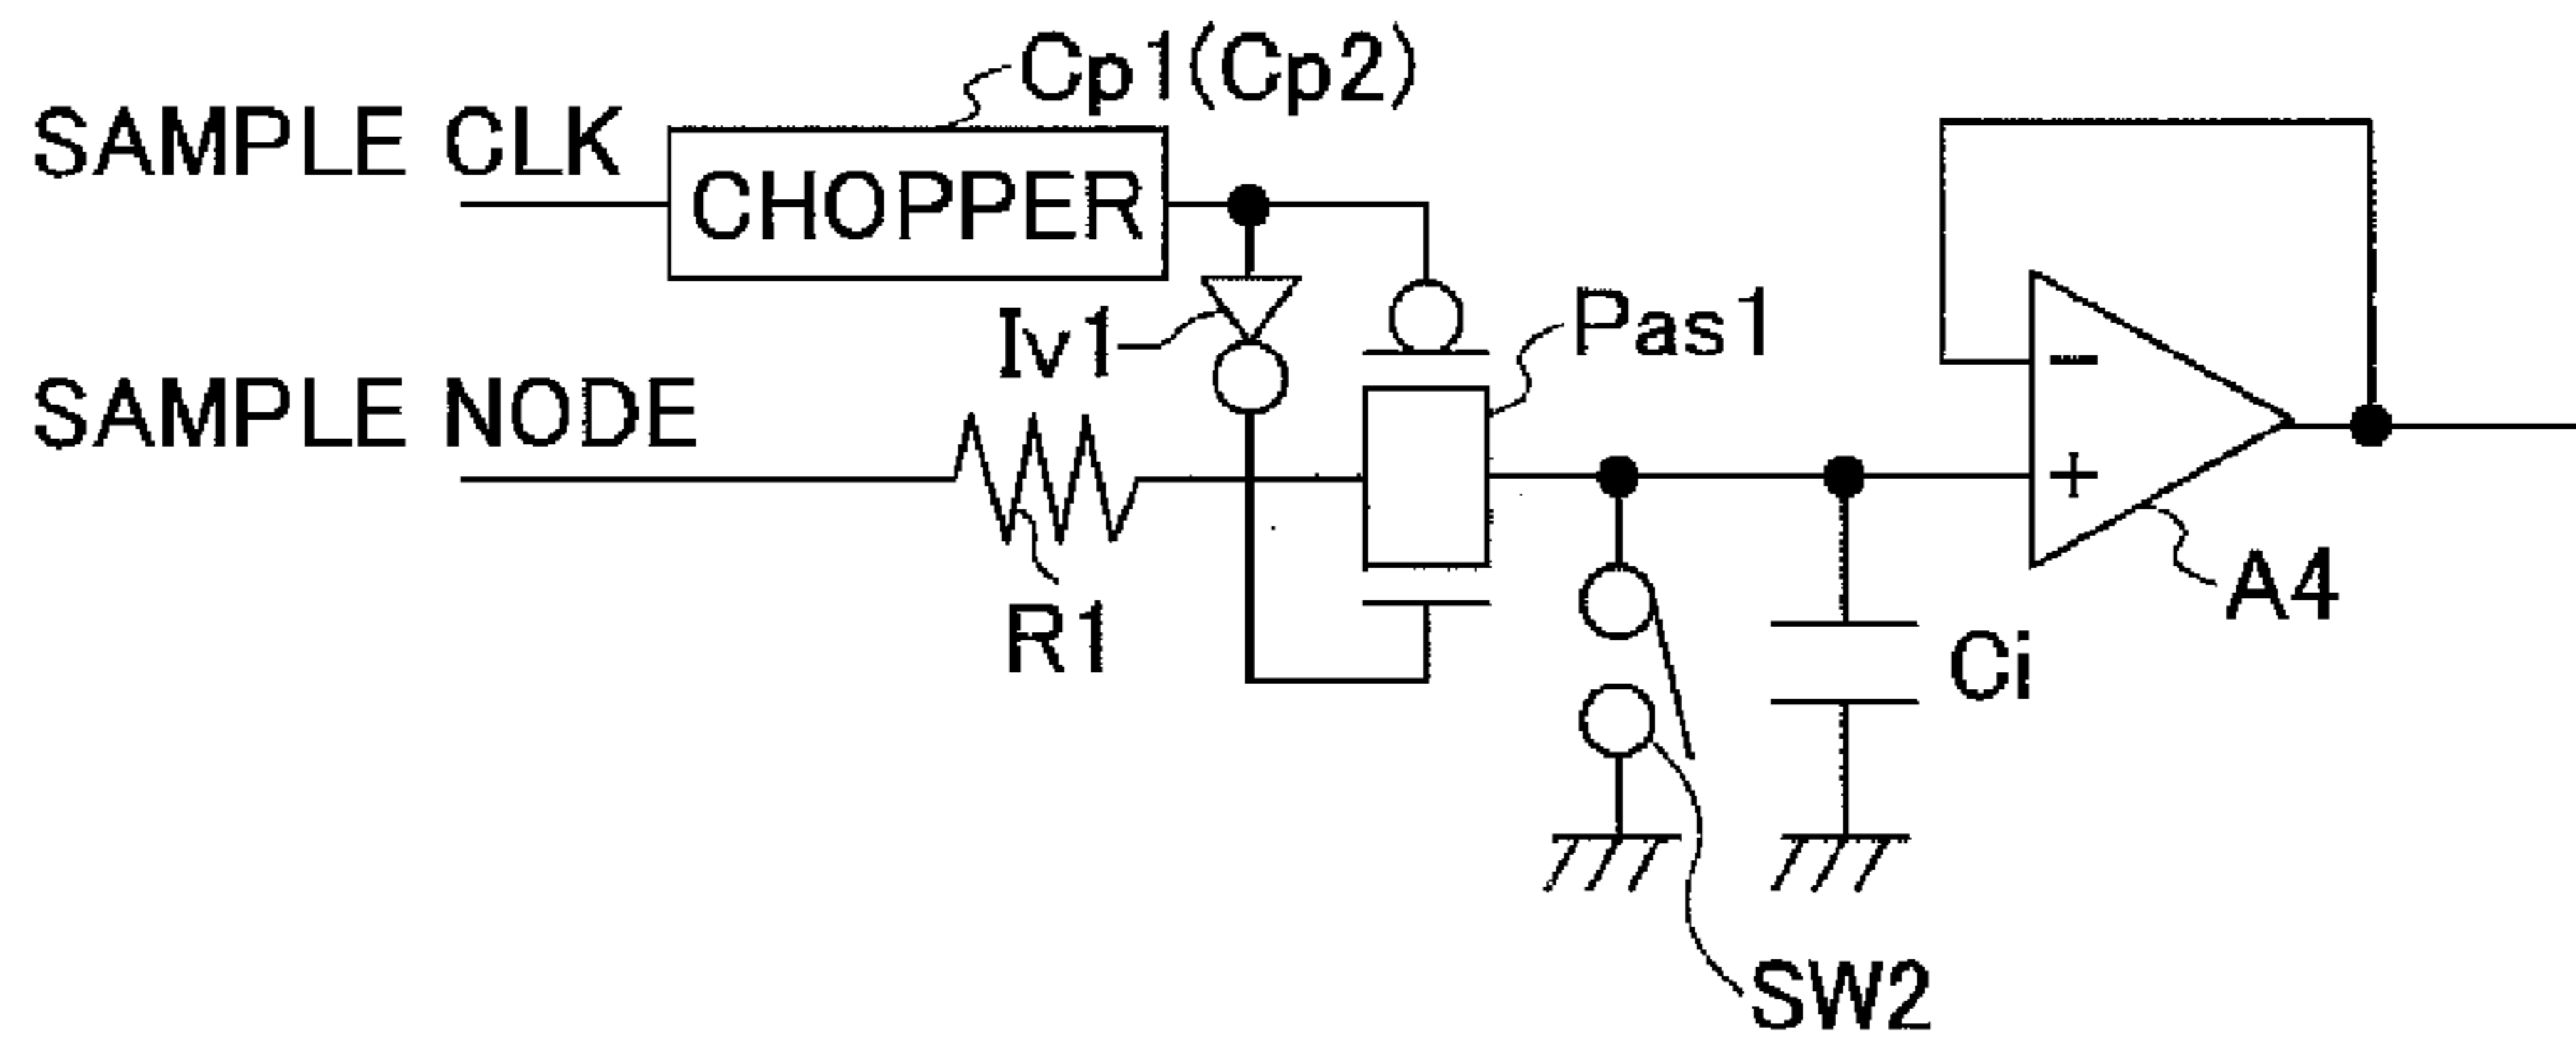 Cp1(Cp2)
SAMPLE CLK
CHOPPER
Iv1
Pas1
SAMPLE NODE
−
+
R1
A4
Ci
SW2